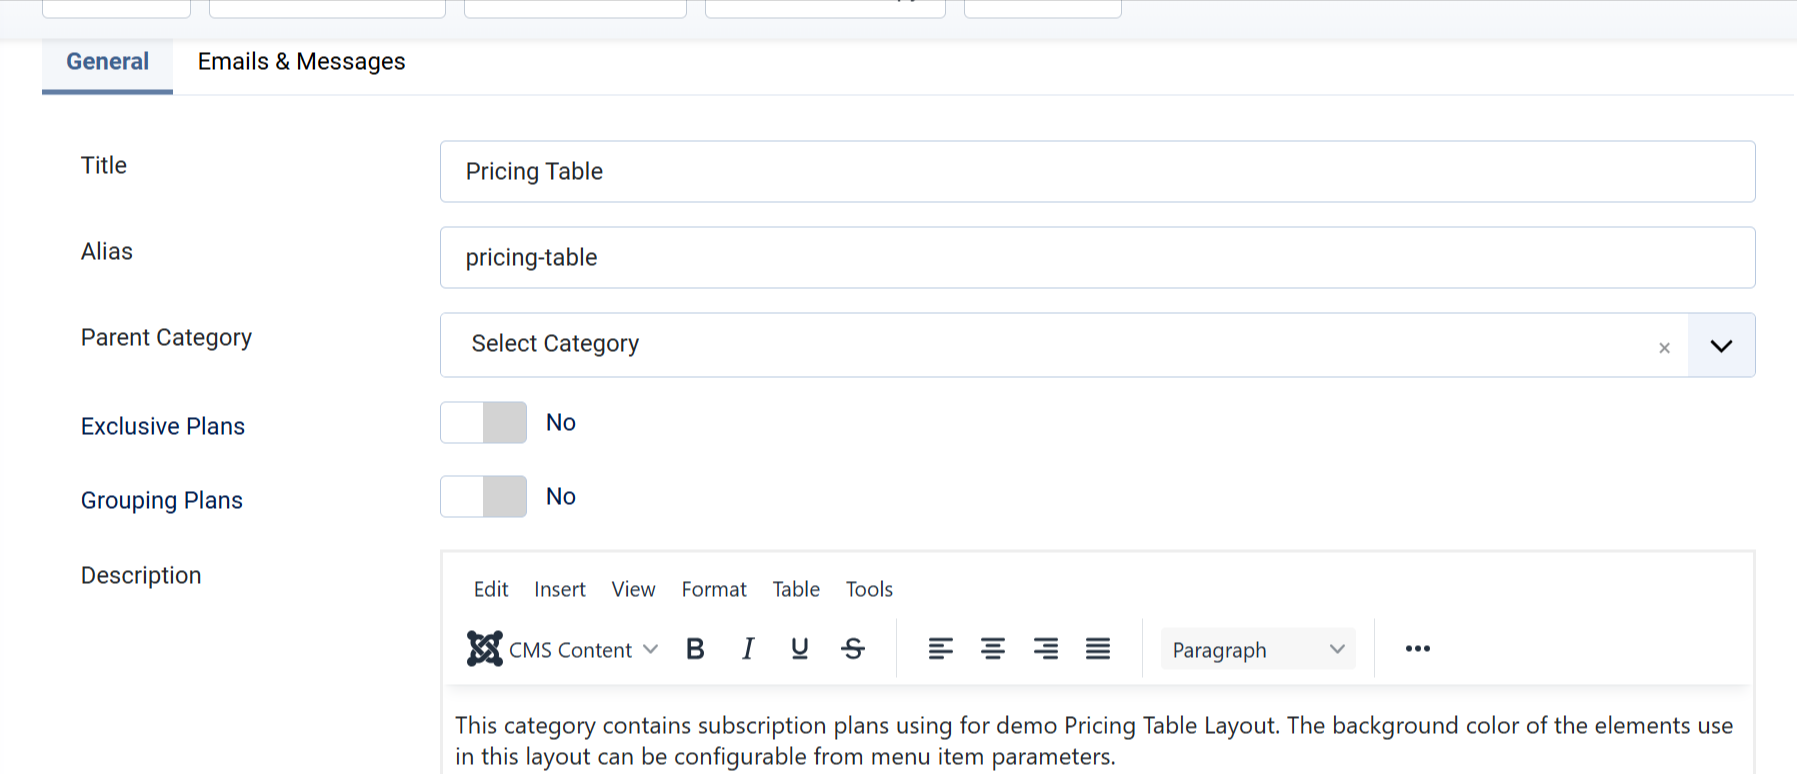 General Emails & Messages
Title Pricing Table
Alias pricing-table
Parent Category Select Category ×
Exclusive Plans No
Grouping Plans No
Description
Edit Insert View Format Table Tools
CMS Content B I U S Paragraph
This category contains subscription plans using for demo Pricing Table Layout. The background color of the elements use
in this layout can be configurable from menu item parameters.